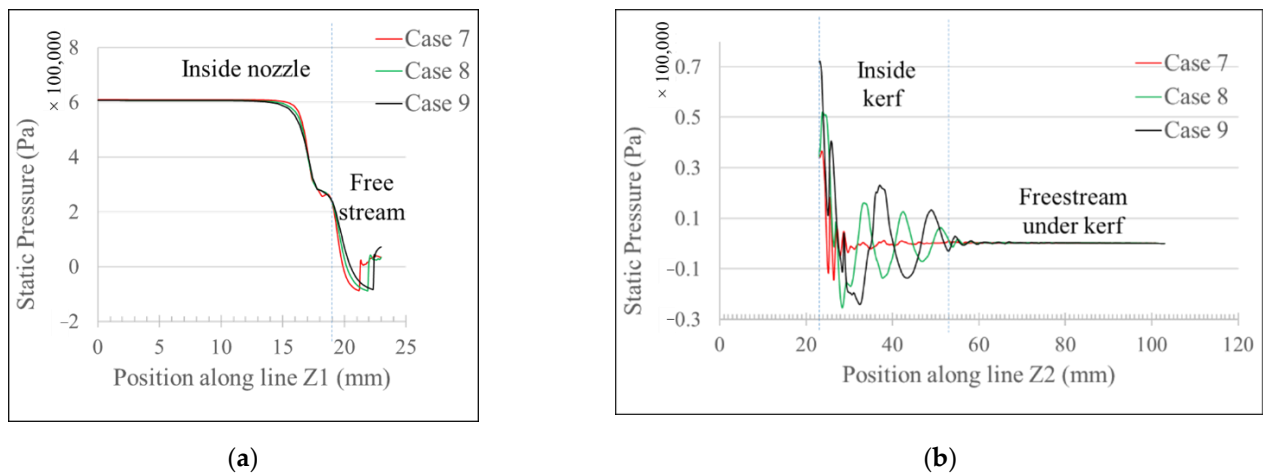 × 100,000
8
6
4
2
0
−2
Static Pressure (Pa)
Inside nozzle
Free
stream
Case 7
Case 8
Case 9
0 5 10 15 20 25
Position along line Z1 (mm)
(a)
× 100,000
0.7
0.5
0.3
0.1
−0.1
−0.3
Static Pressure (Pa)
Inside
kerf
Freestream
under kerf
Case 7
Case 8
Case 9
0 20 40 60 80 100 120
Position along line Z2 (mm)
(b)